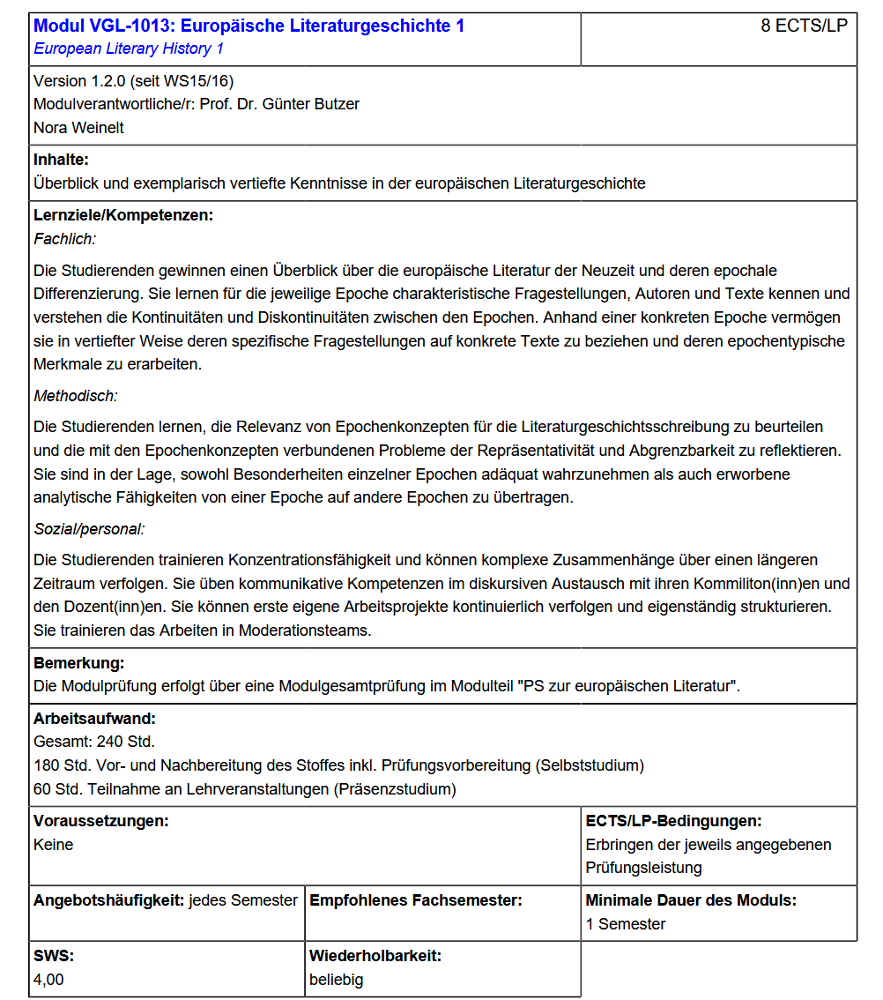 Modul VGL-1013: Europäische Literaturgeschichte 1
8 ECTS/LP
European Literary History 1
Version 1.2.0 (seit WS15/16)
Modulverantwortliche/r: Prof. Dr. Günter Butzer
Nora Weinelt
Inhalte:
Überblick und exemplarisch vertiefte Kenntnisse in der europäischen Literaturgeschichte
Lernziele/Kompetenzen:
Fachlich:
Die Studierenden gewinnen einen Überblick über die europäische Literatur der Neuzeit und deren epochale
Differenzierung. Sie lernen für die jeweilige Epoche charakteristische Fragestellungen, Autoren und Texte kennen und
verstehen die Kontinuitäten und Diskontinuitäten zwischen den Epochen. Anhand einer konkreten Epoche vermögen
sie in vertiefter Weise deren spezifische Fragestellungen auf konkrete Texte zu beziehen und deren epochentypische
Merkmale zu erarbeiten.
Methodisch:
Die Studierenden lernen, die Relevanz von Epochenkonzepten für die Literaturgeschichtsschreibung zu beurteilen
und die mit den Epochenkonzepten verbundenen Probleme der Repräsentativität und Abgrenzbarkeit zu reflektieren.
Sie sind in der Lage, sowohl Besonderheiten einzelner Epochen adäquat wahrzunehmen als auch erworbene
analytische Fähigkeiten von einer Epoche auf andere Epochen zu übertragen.
Sozial/personal:
Die Studierenden trainieren Konzentrationsfähigkeit und können komplexe Zusammenhänge über einen längeren
Zeitraum verfolgen. Sie üben kommunikative Kompetenzen im diskursiven Austausch mit ihren Kommiliton(inn)en und
den Dozent(inn)en. Sie können erste eigene Arbeitsprojekte kontinuierlich verfolgen und eigenständig strukturieren.
Sie trainieren das Arbeiten in Moderationsteams.
Bemerkung:
Die Modulprüfung erfolgt über eine Modulgesamtprüfung im Modulteil "PS zur europäischen Literatur".
Arbeitsaufwand:
Gesamt: 240 Std.
180 Std. Vor- und Nachbereitung des Stoffes inkl. Prüfungsvorbereitung (Selbststudium)
60 Std. Teilnahme an Lehrveranstaltungen (Präsenzstudium)
Voraussetzungen:
Keine
ECTS/LP-Bedingungen:
Erbringen der jeweils angegebenen
Prüfungsleistung
Angebotshäufigkeit: jedes Semester
Empfohlenes Fachsemester:
Minimale Dauer des Moduls:
1 Semester
SWS:
4,00
Wiederholbarkeit:
beliebig